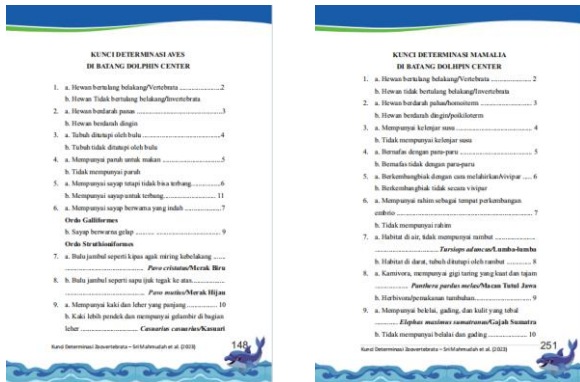 KUNCI DETERMINASI AVES
DI BATANG DOLPHIN CENTER
1. a. Hewan bertulang belakang/Vertebrata .....................2
b. Hewan Tidak bertulang belakang/Invertebrata
2. a. Hewan berdarah panas .....................3
b. Hewan berdarah dingin
3. a. Tubuh ditutupi oleh bulu .....................4
b. Tubuh tidak ditutupi oleh bulu
4. a. Mempunyai paruh untuk makan .....................5
b. Tidak mempunyai paruh
5. a. Mempunyai sayap tetapi tidak bisa terbang.............6
b. Mempunyai sayap untuk terbang..................... 11
6. a. Mempunyai sayap berwarna yang indah ................7
Ordo Galliformes
b. Sayap berwarna gelap ..................... 9
Ordo Struthioniformes
7. a. Bulu jambul seperti kipas agak miring kebelakang ......
..................... Pavo cristatus/Merak Biru
8. b. Bulu jambul seperti sapu ijuk tegak ke atas................
..................... Pavo muticus/Merak Hijau
9. a. Mempunyai kaki dan leher yang panjang ................ 10
b. Kaki lebih pendek dan mempunyai gelambir di bagian
leher ..................... Casuarius casuarius/Kasuari
Kunci Determinasi Zoovertebrata – Sri Mahmudah et al. (2023)
148
KUNCI DETERMINASI MAMALIA
DI BATANG DOLHPIN CENTER
1. a. Hewan bertulang belakang/Vertebrata ..................... 2
b. Hewan tidak bertulang belakang/Invertebrata
2. a. Hewan berdarah panas/homoiterm ..................... 3
b. Hewan berdarah dingin/poikiloterm
3. a. Mempunyai kelenjar susu ..................... 4
b. Tidak mempunyai kelenjar susu
4. a. Bernafas dengan paru-paru ..................... 5
b. Bernafas tidak dengan paru-paru
5. a. Berkembangbiak dengan cara melahirkan/vivipar ..... 6
b. Berkembangbiak tidak secara vivipar
6. a. Mempunyai rahim sebagai tempat perkembangan
embrio ..................... 7
b. Tidak mempunyai rahim
7. a. Habitat di air, tidak mempunyai rambut .....................
..................... Tursiops aduncus/Lumba-lumba
b. Habitat di darat, tubuh ditutupi oleh rambut .......... 8
8. a. Karnivora, mempunyai gigi taring yang kuat dan tajam
..................... Panthera pardus melas/Macan Tutul Jawa
b. Herbivora/pemakanan tumbuhan..................... 9
9. a. Mempunyai belalai, gading, dan kulit yang tebal
............ Elephas maximus sumatranus/Gajah Sumatra
b. Tidak mempunyai belalai dan gading ..................... 10
Kunci Determinasi Zoovertebrata – Sri Mahmudah et al. (2023)
251